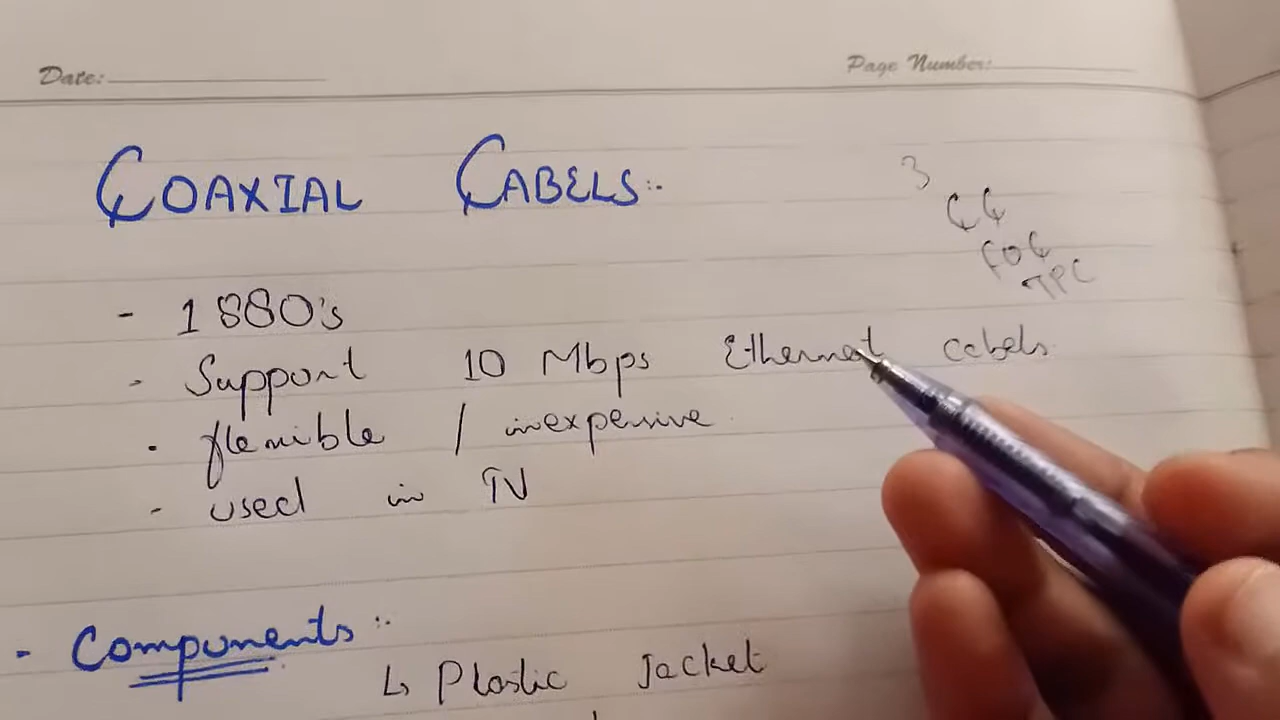 Date: Page Number:
COAXIAL CABELS:-
3
CC
FOC
TPC
- 1880's
- Support 10 Mbps Ethernet cabels
- flexible / inexpensive
- used in TV
- Components :-
↳ Plastic Jacket